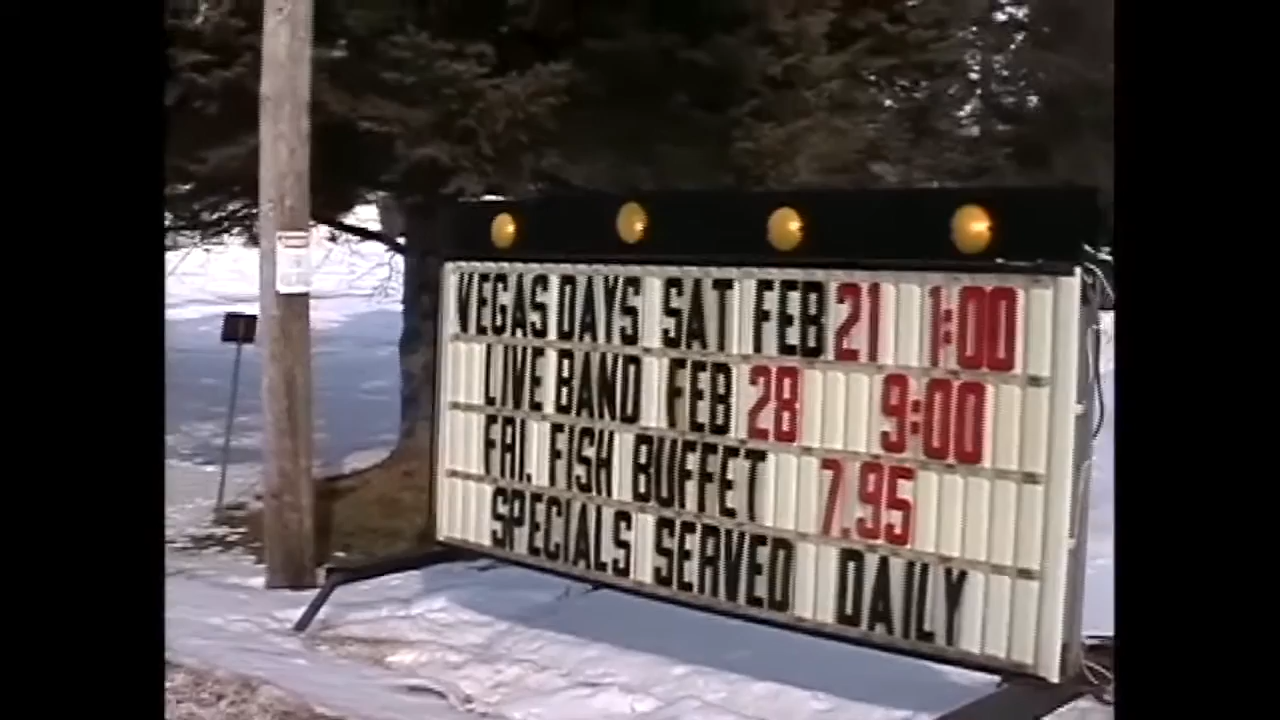 VEGAS DAYS SAT FEB 21 1:00
LIVE BAND FEB 28 9:00
FRI. FISH BUFFET 7.95
SPECIALS SERVED DAILY